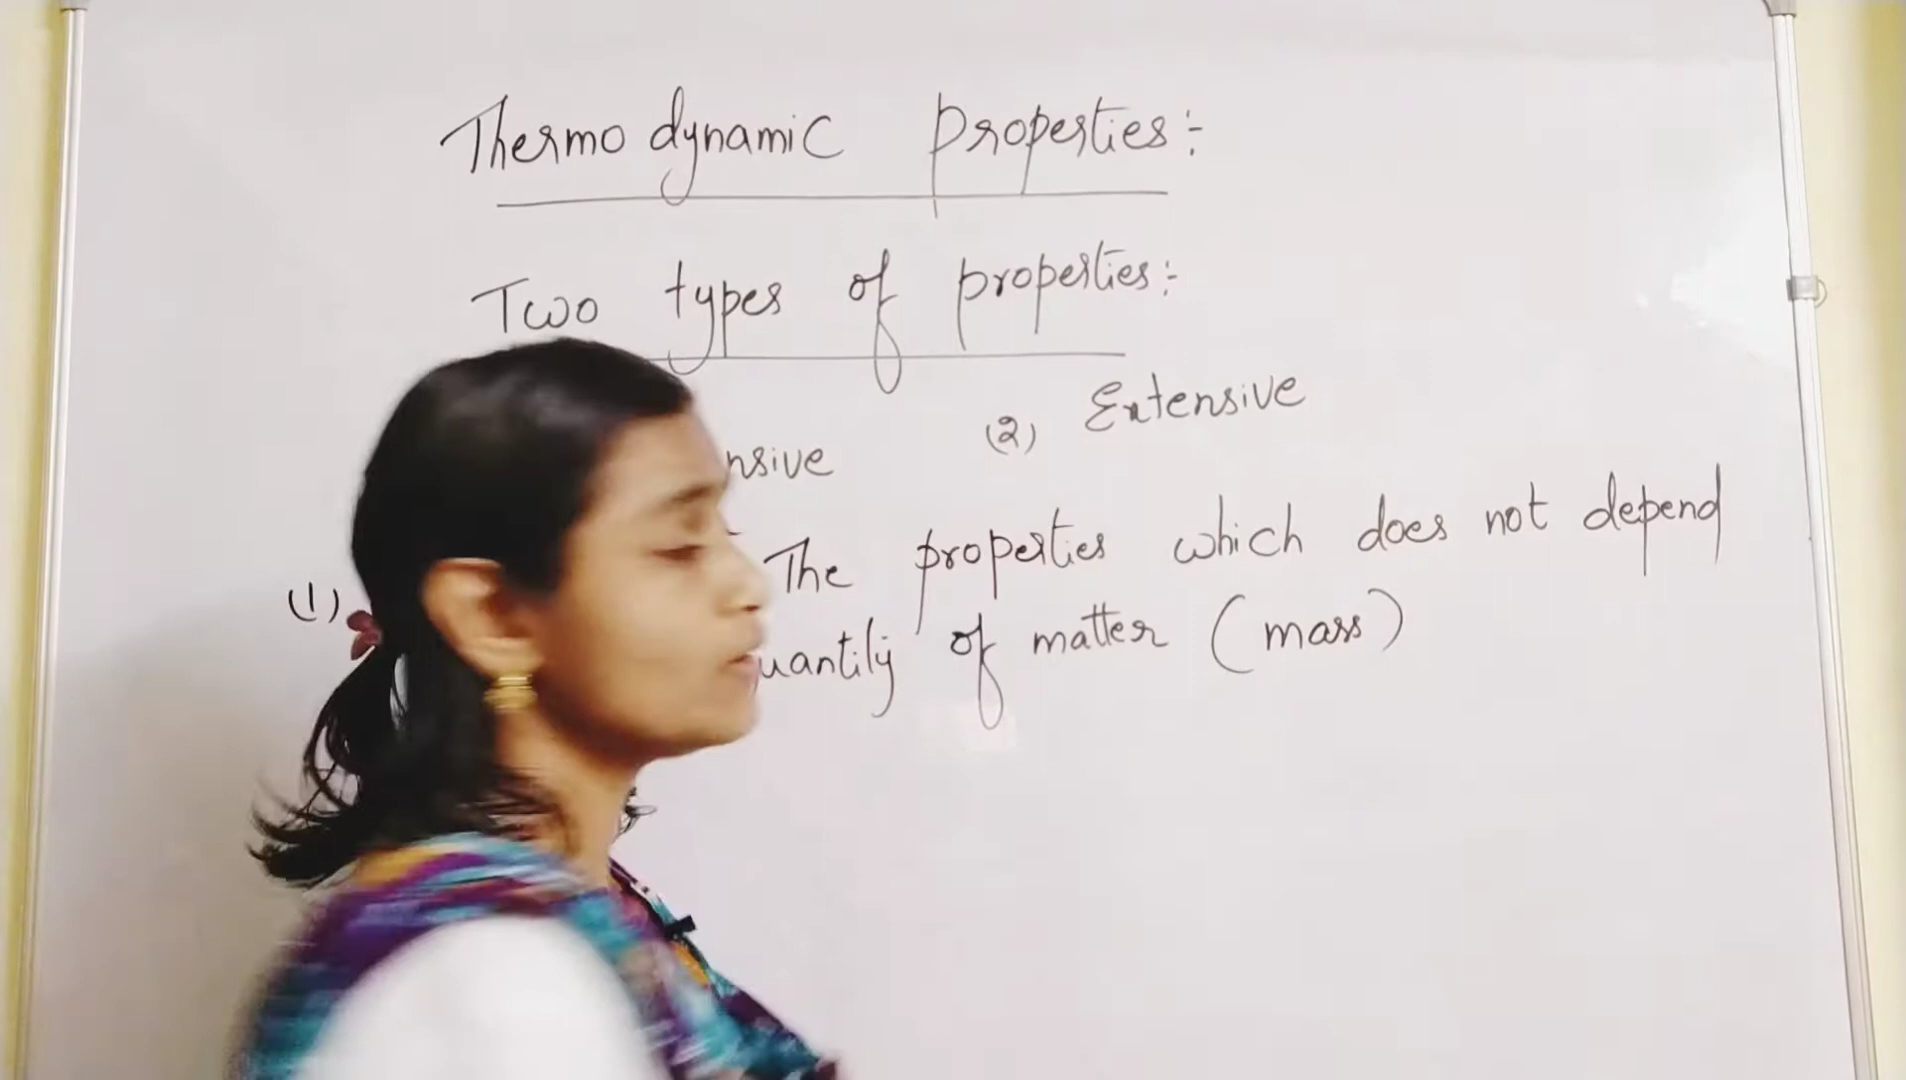 Thermo dynamic properties:-
Two types of properties:-
nsive (2) Extensive
(1) The properties which does not depend
uantity of matter (mass)